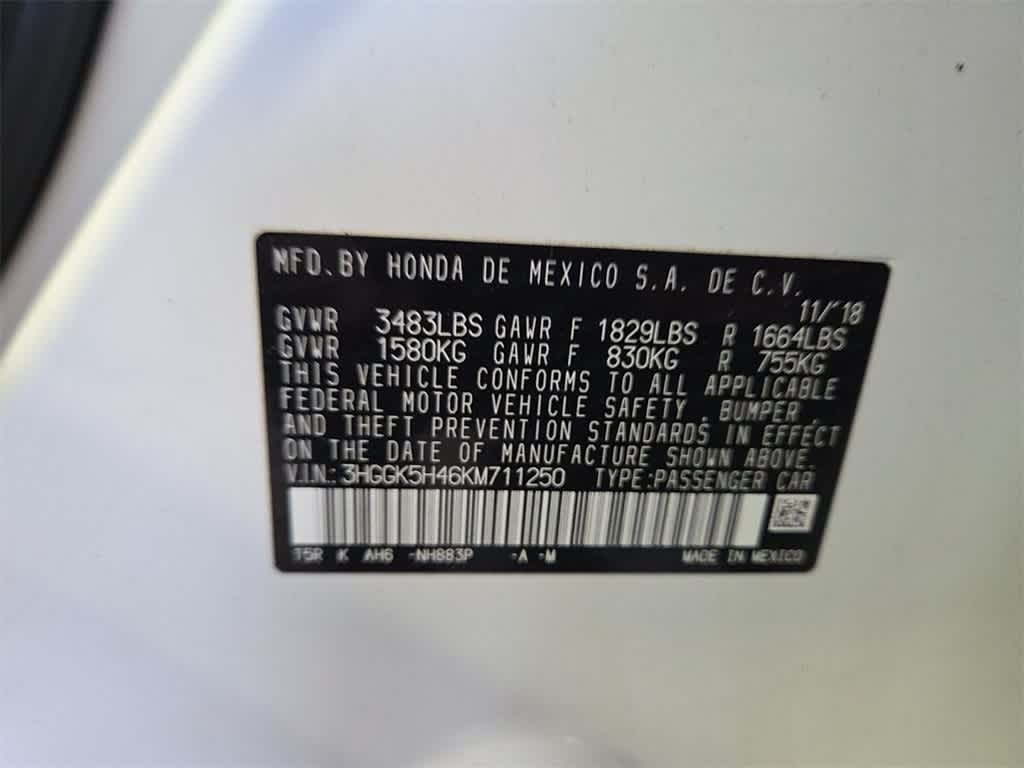 MFD. BY HONDA DE MEXICO S.A. DE C.V.
11/'18
GVWR 3483LBS GAWR F 1829LBS R 1664LBS
GVWR 1580KG GAWR F 830KG R 755KG
THIS VEHICLE CONFORMS TO ALL APPLICABLE
FEDERAL MOTOR VEHICLE SAFETY , BUMPER ,
AND THEFT PREVENTION STANDARDS IN EFFECT
ON THE DATE OF MANUFACTURE SHOWN ABOVE.
V.I.N.: 3HGGK5H46KM711250 TYPE:PASSENGER CAR
T5R K AH6 -NH883P -A -M MADE IN MEXICO